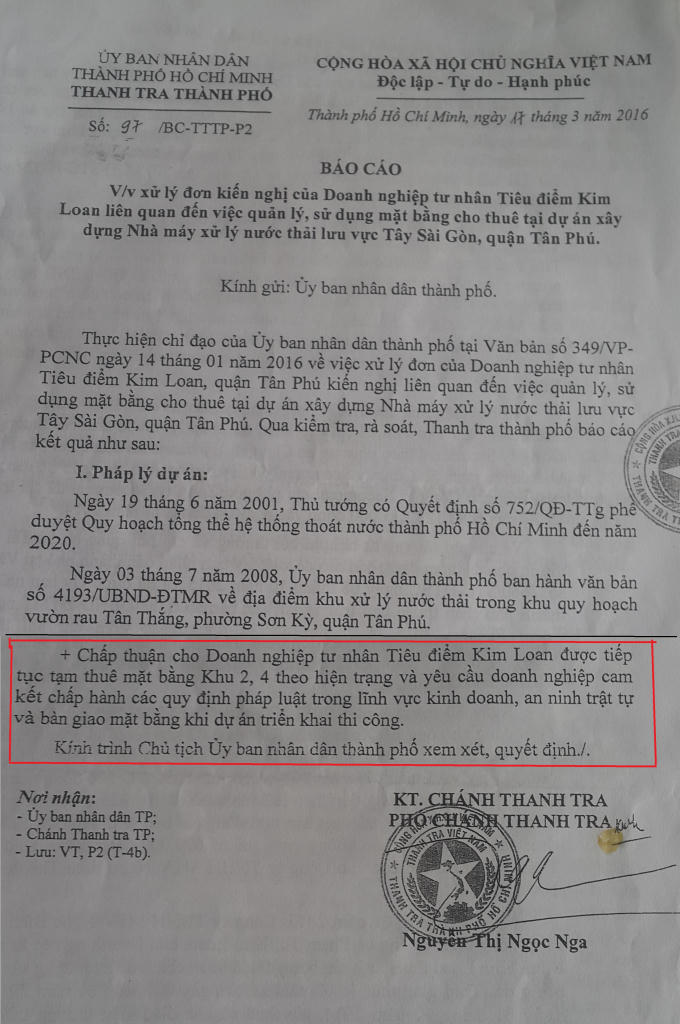 ỦY BAN NHÂN DÂN
THÀNH PHỐ HỒ CHÍ MINH
THANH TRA THÀNH PHỐ
Số: 97 /BC-TTTP-P2
CỘNG HÒA XÃ HỘI CHỦ NGHĨA VIỆT NAM
Độc lập - Tự do - Hạnh phúc
Thành phố Hồ Chí Minh, ngày 17 tháng 3 năm 2016
BÁO CÁO
V/v xử lý đơn kiến nghị của Doanh nghiệp tư nhân Tiêu điểm Kim
Loan liên quan đến việc quản lý, sử dụng mặt bằng cho thuê tại dự án xây
dựng Nhà máy xử lý nước thải lưu vực Tây Sài Gòn, quận Tân Phú.
Kính gửi: Ủy ban nhân dân thành phố.
Thực hiện chỉ đạo của Ủy ban nhân dân thành phố tại Văn bản số 349/VP-
PCNC ngày 14 tháng 01 năm 2016 về việc xử lý đơn của Doanh nghiệp tư nhân
Tiêu điểm Kim Loan, quận Tân Phú kiến nghị liên quan đến việc quản lý, sử
dụng mặt bằng cho thuê tại dự án xây dựng Nhà máy xử lý nước thải lưu vực
Tây Sài Gòn, quận Tân Phú. Qua kiểm tra, rà soát, Thanh tra thành phố báo cáo
kết quả như sau:
I. Pháp lý dự án:
Ngày 19 tháng 6 năm 2001, Thủ tướng có Quyết định số 752/QĐ-TTg phê
duyệt Quy hoạch tổng thể hệ thống thoát nước thành phố Hồ Chí Minh đến năm
2020.
Ngày 03 tháng 7 năm 2008, Ủy ban nhân dân thành phố ban hành văn bản
số 4193/UBND-ĐTMR về địa điểm khu xử lý nước thải trong khu quy hoạch
vườn rau Tân Thắng, phường Sơn Kỳ, quận Tân Phú.
+ Chấp thuận cho Doanh nghiệp tư nhân Tiêu điểm Kim Loan được tiếp
tục tạm thuê mặt bằng Khu 2, 4 theo hiện trạng và yêu cầu doanh nghiệp cam
kết chấp hành các quy định pháp luật trong lĩnh vực kinh doanh, an ninh trật tự
và bàn giao mặt bằng khi dự án triển khai thi công.
Kính trình Chủ tịch Ủy ban nhân dân thành phố xem xét, quyết định./.
Nơi nhận:
- Ủy ban nhân dân TP;
- Chánh Thanh tra TP;
- Lưu: VT, P2 (T-4b).
KT. CHÁNH THANH TRA
PHÓ CHÁNH THANH TRA
THANH TRA VIỆT NAM
THANH TRA THÀNH PHỐ HỒ CHÍ MINH
Nguyễn Thị Ngọc Nga